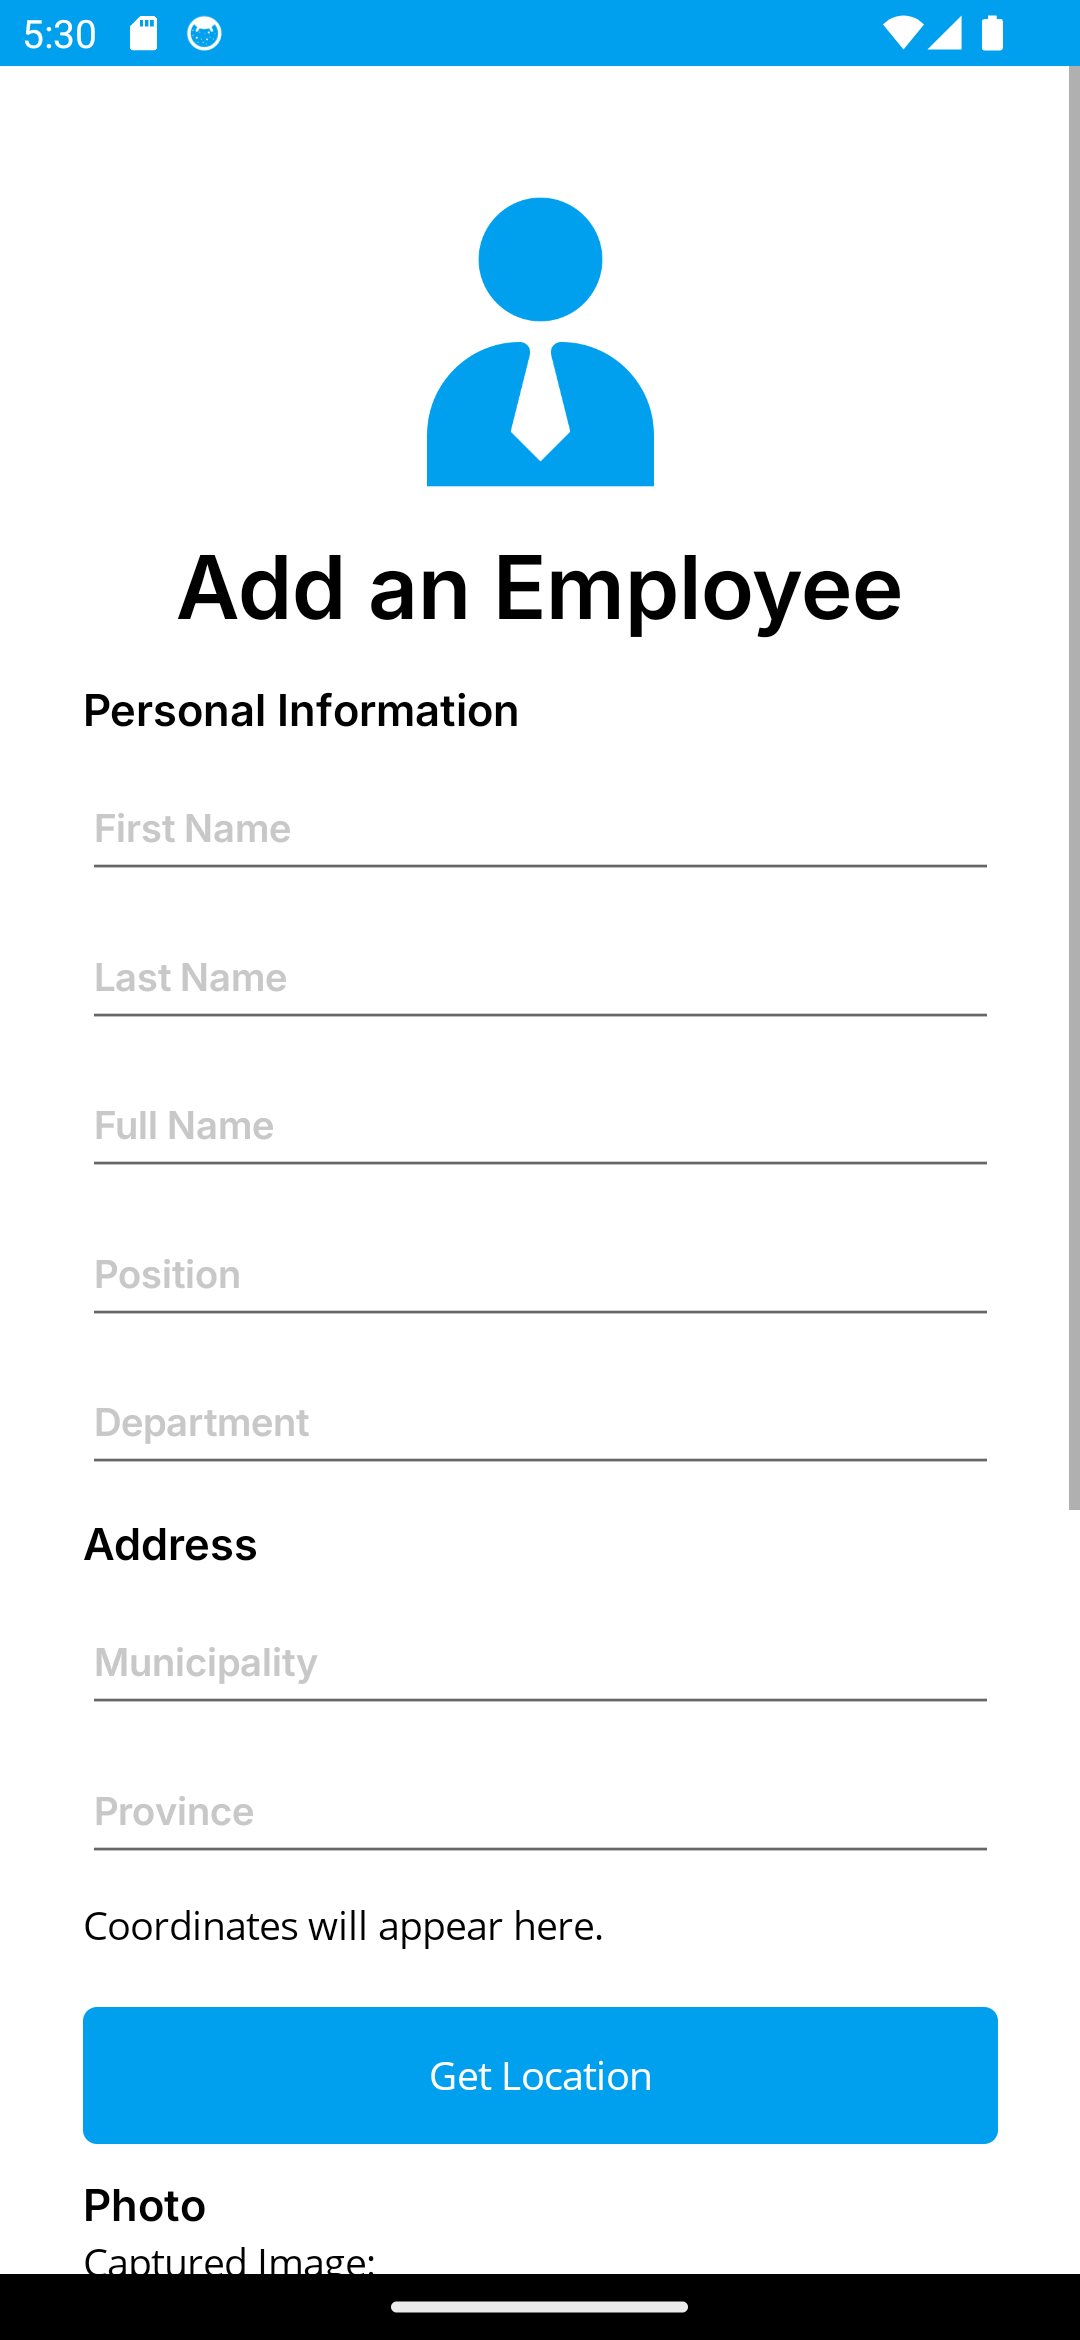 5:30
Add an Employee
Personal Information
First Name
Last Name
Full Name
Position
Department
Address
Municipality
Province
Coordinates will appear here.
Get Location
Photo
Captured Image: